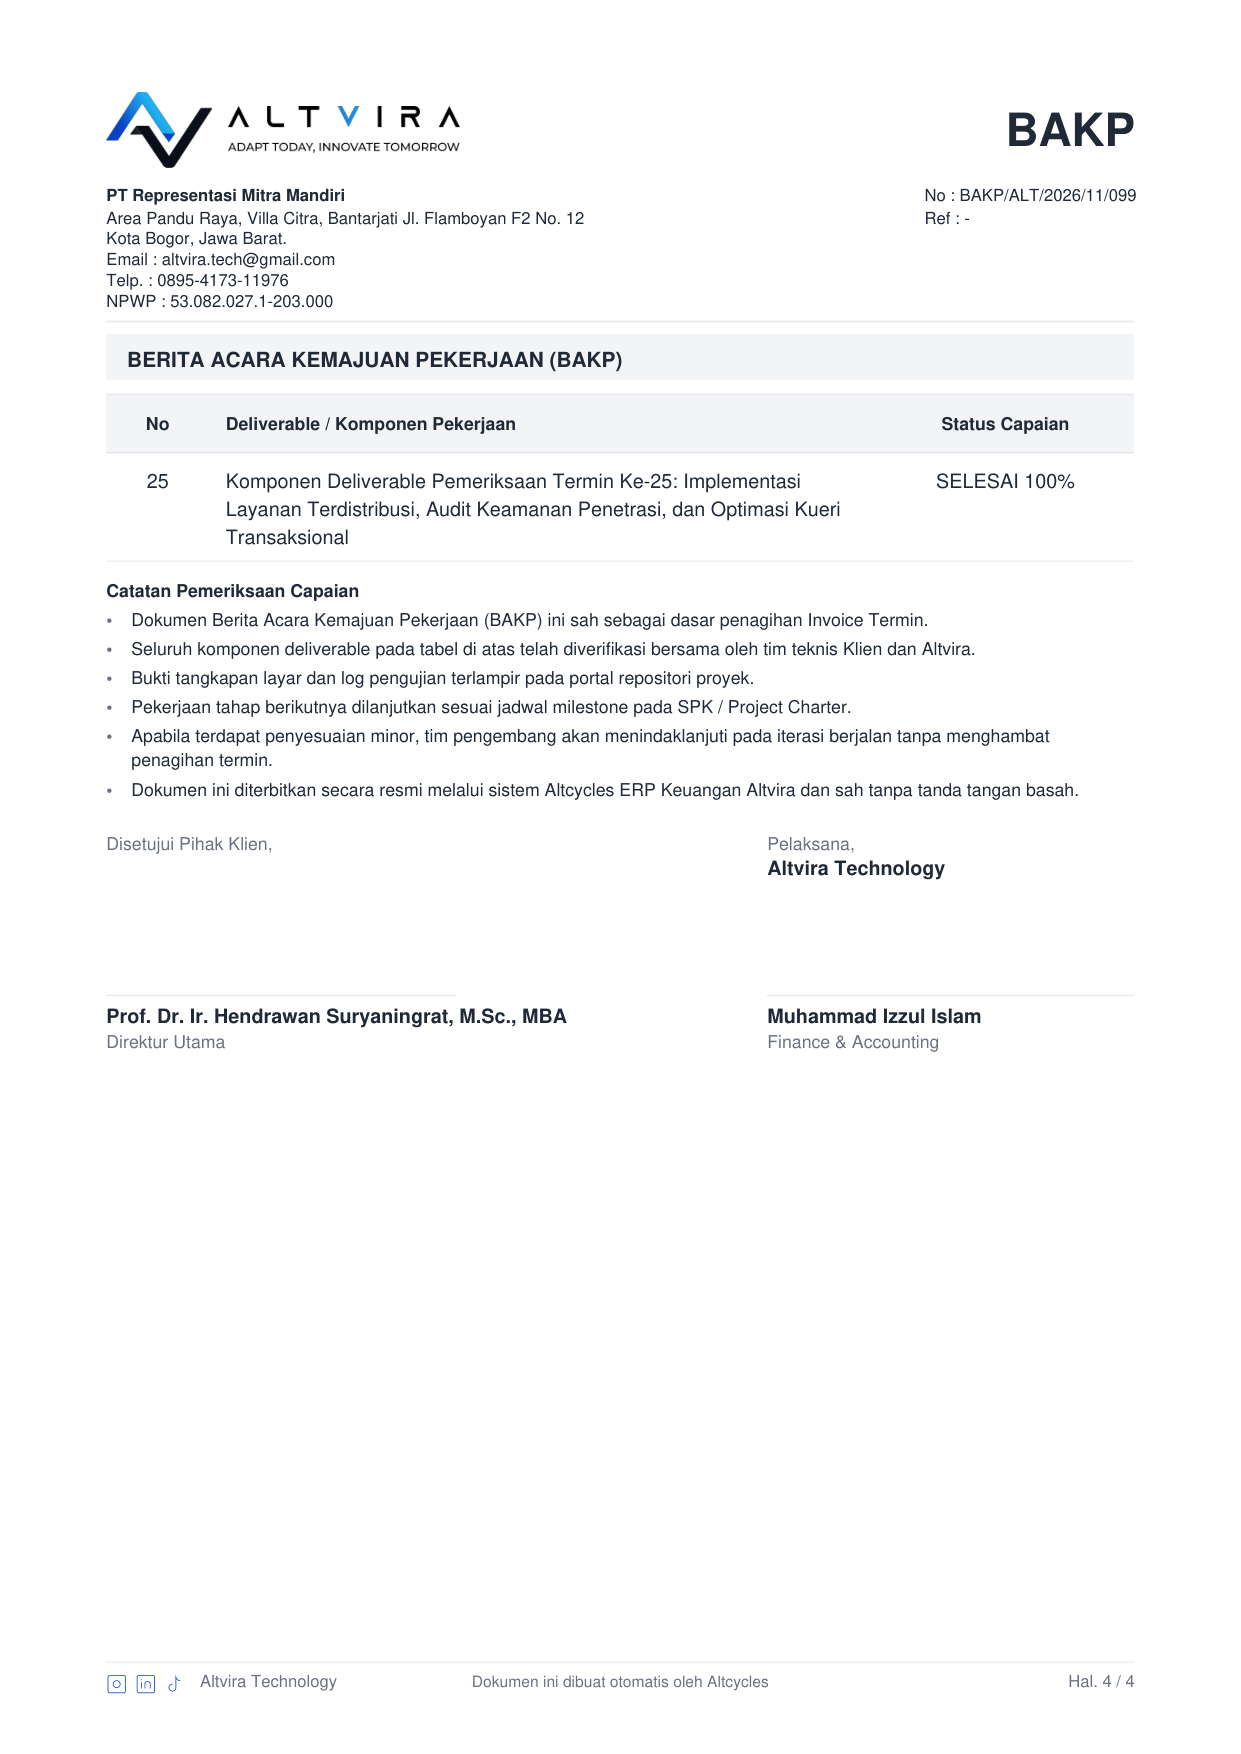 ALTVIRA
ADAPT TODAY, INNOVATE TOMORROW
BAKP
PT Representasi Mitra Mandiri
Area Pandu Raya, Villa Citra, Bantarjati Jl. Flamboyan F2 No. 12
Kota Bogor, Jawa Barat.
Email : altvira.tech@gmail.com
Telp. : 0895-4173-11976
NPWP : 53.082.027.1-203.000
No : BAKP/ALT/2026/11/099
Ref : -
BERITA ACARA KEMAJUAN PEKERJAAN (BAKP)
No Deliverable / Komponen Pekerjaan Status Capaian
25 Komponen Deliverable Pemeriksaan Termin Ke-25: Implementasi SELESAI 100%
Layanan Terdistribusi, Audit Keamanan Penetrasi, dan Optimasi Kueri
Transaksional
Catatan Pemeriksaan Capaian
• Dokumen Berita Acara Kemajuan Pekerjaan (BAKP) ini sah sebagai dasar penagihan Invoice Termin.
• Seluruh komponen deliverable pada tabel di atas telah diverifikasi bersama oleh tim teknis Klien dan Altvira.
• Bukti tangkapan layar dan log pengujian terlampir pada portal repositori proyek.
• Pekerjaan tahap berikutnya dilanjutkan sesuai jadwal milestone pada SPK / Project Charter.
• Apabila terdapat penyesuaian minor, tim pengembang akan menindaklanjuti pada iterasi berjalan tanpa menghambat
penagihan termin.
• Dokumen ini diterbitkan secara resmi melalui sistem Altcycles ERP Keuangan Altvira dan sah tanpa tanda tangan basah.
Disetujui Pihak Klien,
Pelaksana,
Altvira Technology
Prof. Dr. Ir. Hendrawan Suryaningrat, M.Sc., MBA
Direktur Utama
Muhammad Izzul Islam
Finance & Accounting
Altvira Technology Dokumen ini dibuat otomatis oleh Altcycles Hal. 4 / 4